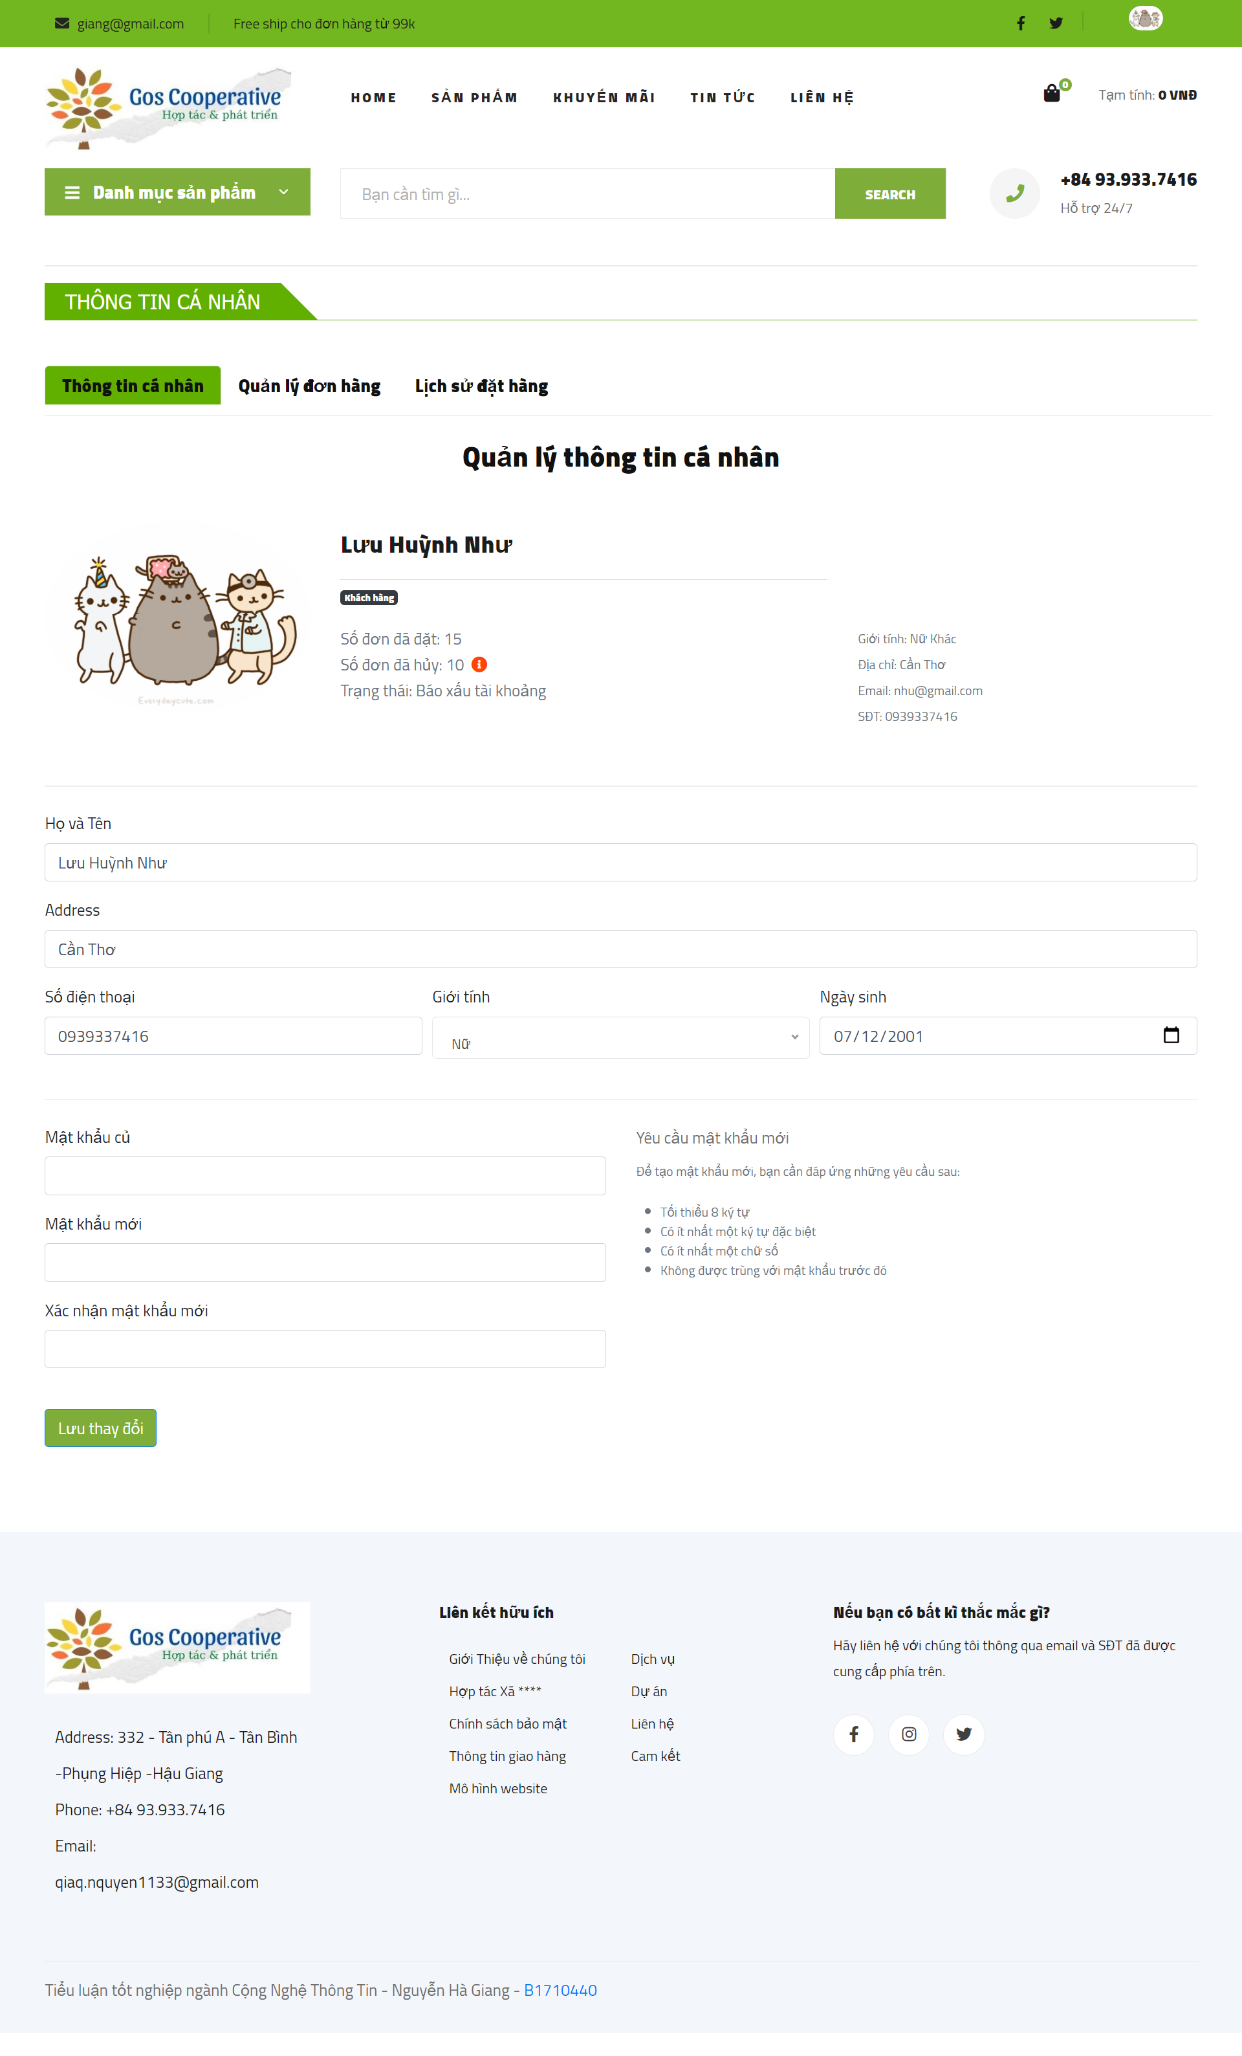 giang@gmail.com
Free ship cho đơn hàng từ 99k
Gos Cooperative
Hợp tác & phát triển
HOME
SẢN PHẨM
KHUYẾN MÃI
TIN TỨC
LIÊN HỆ
0
Tạm tính: 0 VNĐ
Danh mục sản phẩm
Bạn cần tìm gì...
SEARCH
+84 93.933.7416
Hỗ trợ 24/7
THÔNG TIN CÁ NHÂN
Thông tin cá nhân
Quản lý đơn hàng
Lịch sử đặt hàng
Quản lý thông tin cá nhân
Everydaycute.com
Lưu Huỳnh Như
Khách hàng
Số đơn đã đặt: 15
Số đơn đã hủy: 10
Trạng thái: Báo xấu tài khoảng
Giới tính: Nữ Khác
Địa chỉ: Cần Thơ
Email: nhu@gmail.com
SĐT: 0939337416
Họ và Tên
Lưu Huỳnh Như
Address
Cần Thơ
Số điện thoại
Giới tính
Ngày sinh
0939337416
Nữ
07/12/2001
Mật khẩu củ
Mật khẩu mới
Xác nhận mật khẩu mới
Yêu cầu mật khẩu mới
Để tạo mật khẩu mới, bạn cần đáp ứng những yêu cầu sau:
Tối thiểu 8 ký tự
Có ít nhất một ký tự đặc biệt
Có ít nhất một chữ số
Không được trùng với mật khẩu trước đó
Lưu thay đổi
Gos Cooperative
Hợp tác & phát triển
Address: 332 - Tân phú A - Tân Bình
-Phụng Hiệp -Hậu Giang
Phone: +84 93.933.7416
Email:
qiaq.nquyen1133@gmail.com
Liên kết hữu ích
Giới Thiệu về chúng tôi
Hợp tác Xã ****
Chính sách bảo mật
Thông tin giao hàng
Mô hình website
Dịch vụ
Dự án
Liên hệ
Cam kết
Nếu bạn có bất kì thắc mắc gì?
Hãy liên hệ với chúng tôi thông qua email và SĐT đã được
cung cấp phía trên.
Tiểu luận tốt nghiệp ngành Cộng Nghệ Thông Tin - Nguyễn Hà Giang - B1710440